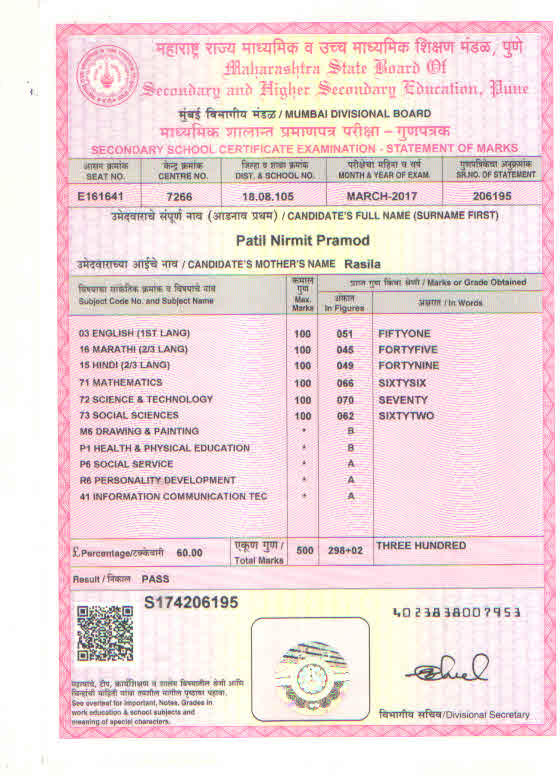 महाराष्ट्र राज्य माध्यमिक व उच्च माध्यमिक शिक्षण मंडळ, पुणे
Maharashtra State Board Of
Secondary and Higher Secondary Education, Pune
मुंबई विभागीय मंडळ / MUMBAI DIVISIONAL BOARD
माध्यमिक शालान्त प्रमाणपत्र परीक्षा – गुणपत्रक
SECONDARY SCHOOL CERTIFICATE EXAMINATION - STATEMENT OF MARKS
आसन क्रमांक केन्द्र क्रमांक जिल्हा व शाळा क्रमांक परीक्षेचा महिना व वर्ष गुणपत्रिकेचा अनुक्रमांक
SEAT NO. CENTRE NO. DIST. & SCHOOL NO. MONTH & YEAR OF EXAM. SR.NO. OF STATEMENT
E161641 7266 18.08.105 MARCH-2017 206195
उमेदवाराचे संपूर्ण नाव (आडनाव प्रथम) / CANDIDATE'S FULL NAME (SURNAME FIRST)
Patil Nirmit Pramod
उमेदवाराच्या आईचे नाव / CANDIDATE'S MOTHER'S NAME Rasila
विषयाचा सांकेतिक क्रमांक व विषयाचे नाव
Subject Code No. and Subject Name
कमाल
गुण
Max.
Marks
प्राप्त गुण किंवा श्रेणी / Marks or Grade Obtained
अंकात
In Figures
अक्षरात / In Words
03 ENGLISH (1ST LANG) 100 051 FIFTYONE
16 MARATHI (2/3 LANG) 100 045 FORTYFIVE
15 HINDI (2/3 LANG) 100 049 FORTYNINE
71 MATHEMATICS 100 066 SIXTYSIX
72 SCIENCE & TECHNOLOGY 100 070 SEVENTY
73 SOCIAL SCIENCES 100 062 SIXTYTWO
M6 DRAWING & PAINTING * B
P1 HEALTH & PHYSICAL EDUCATION * B
P6 SOCIAL SERVICE * A
R6 PERSONALITY DEVELOPMENT * A
41 INFORMATION COMMUNICATION TEC * A
£.Percentage/टक्केवारी 60.00
एकूण गुण /
Total Marks
500 298+02 THREE HUNDRED
Result / निकाल PASS
S174206195
4023838007953
महत्वाचे, टीप, कार्यशिक्षण व शालेय विषयातील श्रेणी आणि
चिन्हांची माहिती यांचा तपशील मागील पृष्ठावर पहावा.
See overleaf for important, Notes, Grades in
work education & school subjects and
meaning of special characters.
विभागीय सचिव/Divisional Secretary